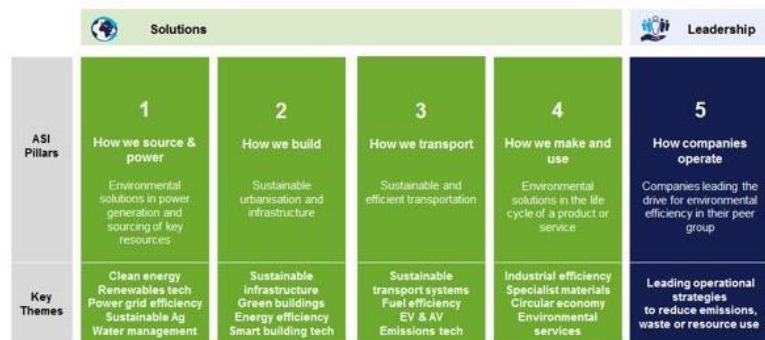 Solutions
Leadership
ASI
Pillars
1
How we source &
power
Environmental
solutions in power
generation and
sourcing of key
resources
2
How we build
Sustainable
urbanisation and
infrastructure
3
How we transport
Sustainable and
efficient transportation
4
How we make and
use
Environmental
solutions in the life
cycle of a product or
service
5
How companies
operate
Companies leading the
drive for environmental
efficiency in their peer
group
Key
Themes
Clean energy
Renewables tech
Power grid efficiency
Sustainable Ag
Water management
Sustainable
infrastructure
Green buildings
Energy efficiency
Smart building tech
Sustainable
transport systems
Fuel efficiency
EV & AV
Emissions tech
Industrial efficiency
Specialist materials
Circular economy
Environmental
services
Leading operational
strategies
to reduce emissions,
waste or resource use